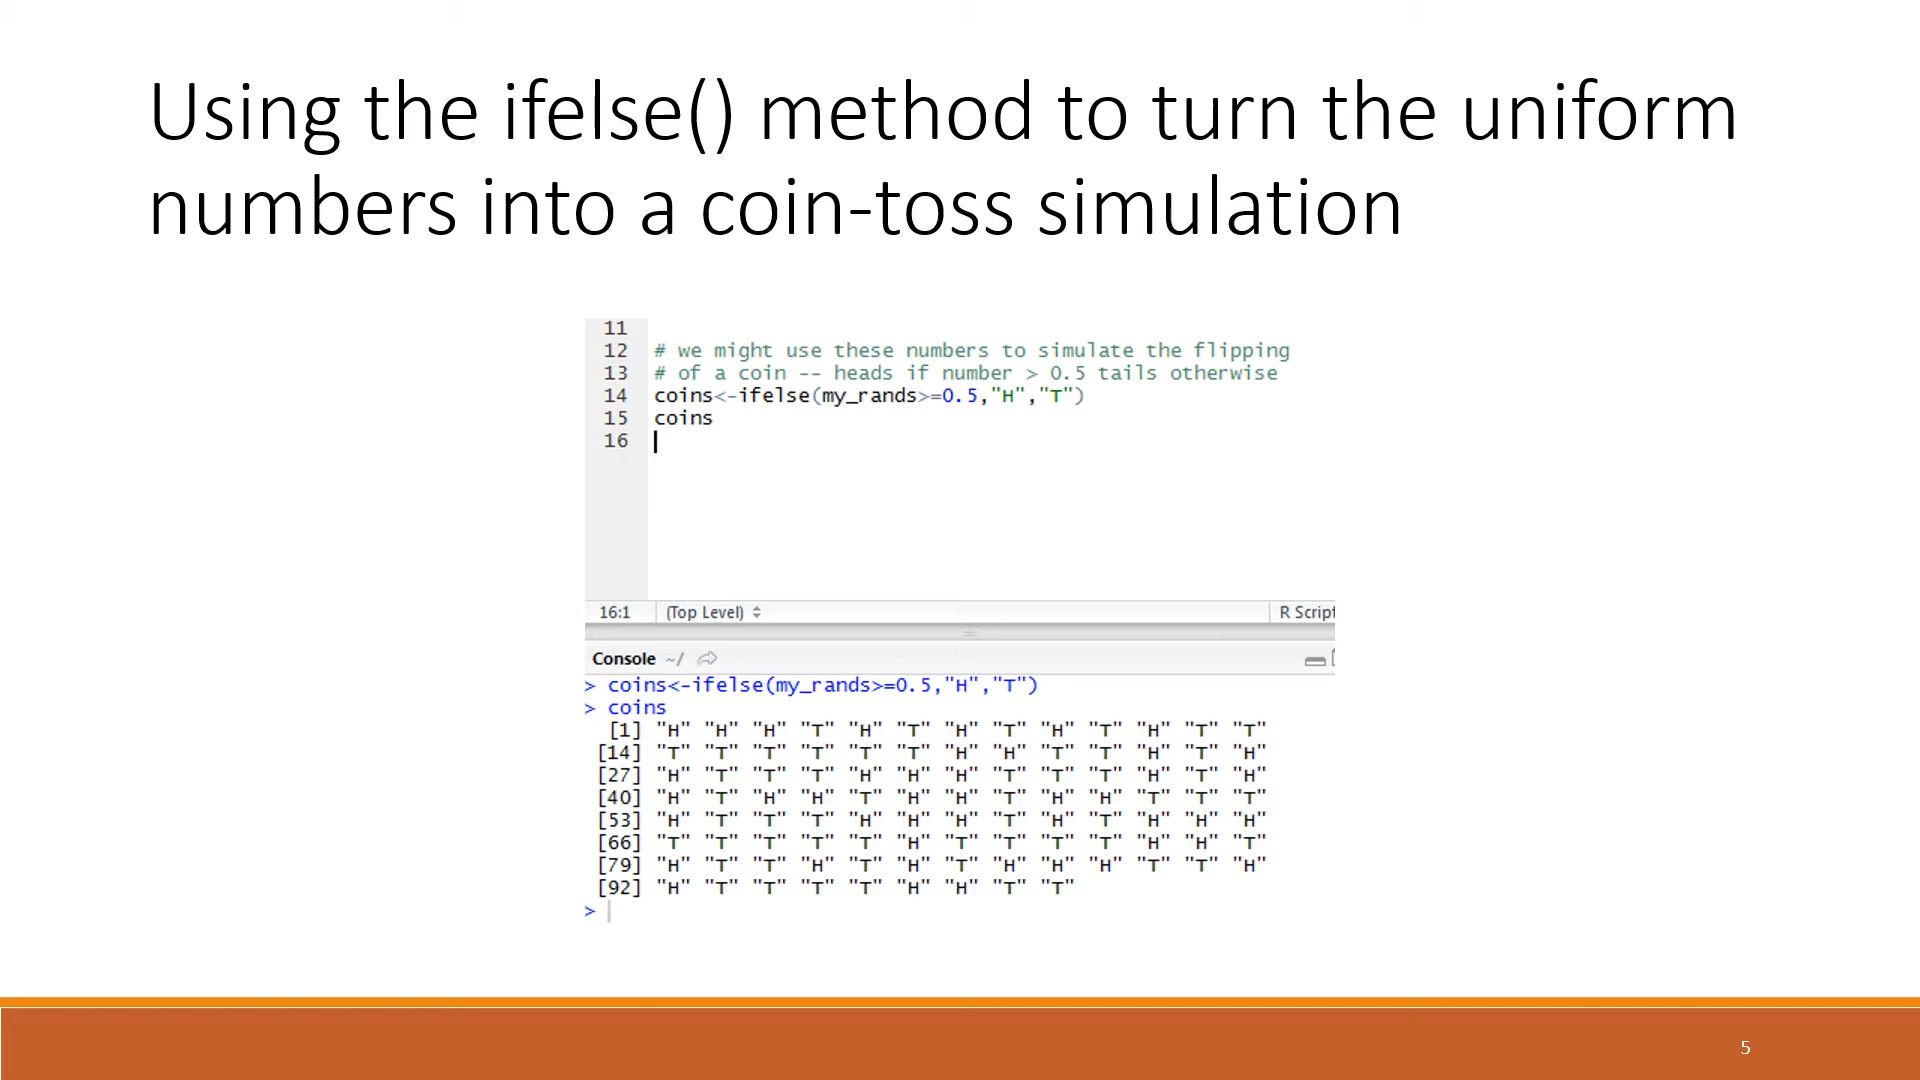 Using the ifelse() method to turn the uniform
numbers into a coin-toss simulation
11
12 # we might use these numbers to simulate the flipping
13 # of a coin -- heads if number > 0.5 tails otherwise
14 coins<-ifelse(my_rands>=0.5,"H","T")
15 coins
16
16:1 (Top Level) R Script
Console ~/
> coins<-ifelse(my_rands>=0.5,"H","T")
> coins
[1] "H" "H" "H" "T" "H" "T" "H" "T" "H" "T" "H" "T" "T"
[14] "T" "T" "T" "T" "T" "T" "H" "H" "T" "T" "H" "T" "H"
[27] "H" "T" "T" "T" "H" "H" "H" "T" "T" "T" "H" "T" "H"
[40] "H" "T" "H" "H" "T" "H" "H" "T" "H" "H" "T" "T" "T"
[53] "H" "T" "T" "T" "H" "H" "H" "T" "H" "T" "H" "H" "H"
[66] "T" "T" "T" "T" "T" "H" "T" "T" "T" "T" "H" "H" "T"
[79] "H" "T" "T" "H" "T" "H" "T" "H" "H" "H" "T" "T" "H"
[92] "H" "T" "T" "T" "T" "H" "H" "T" "T"
>
5